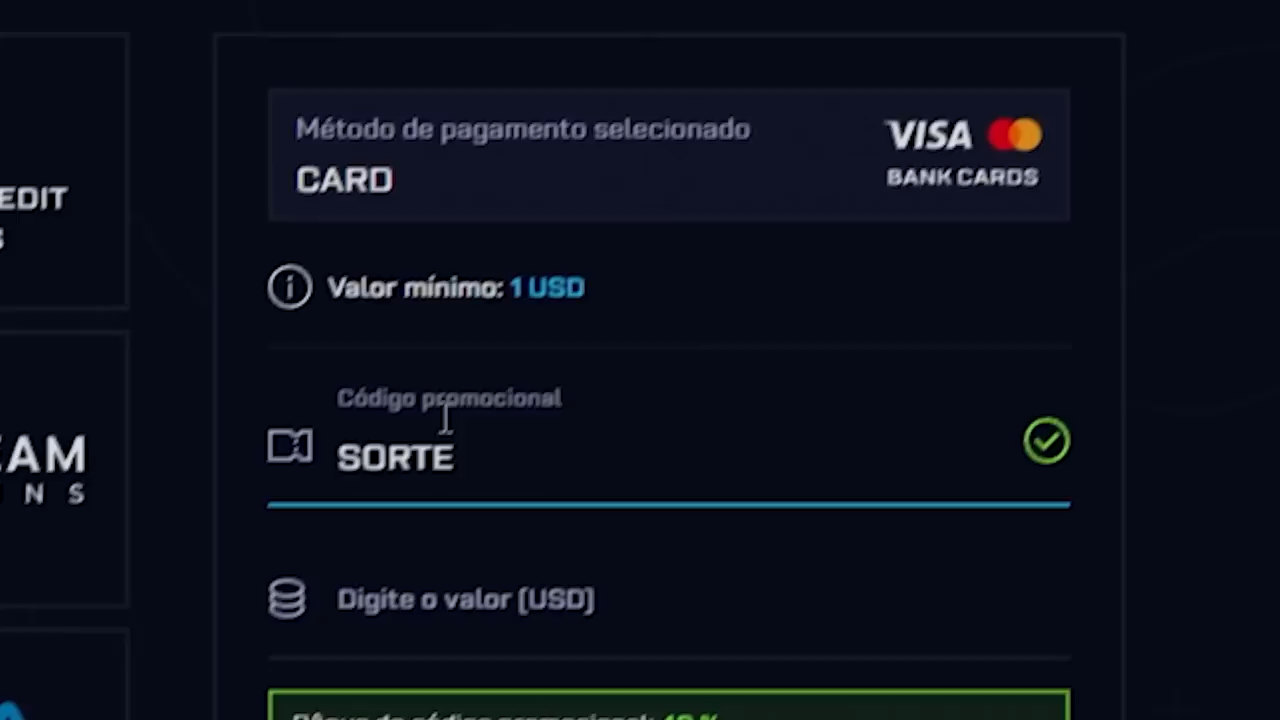 EDIT
EAM
N S
Método de pagamento selecionado
CARD
VISA
BANK CARDS
Valor mínimo: 1 USD
Código promocional
SORTE
Digite o valor (USD)